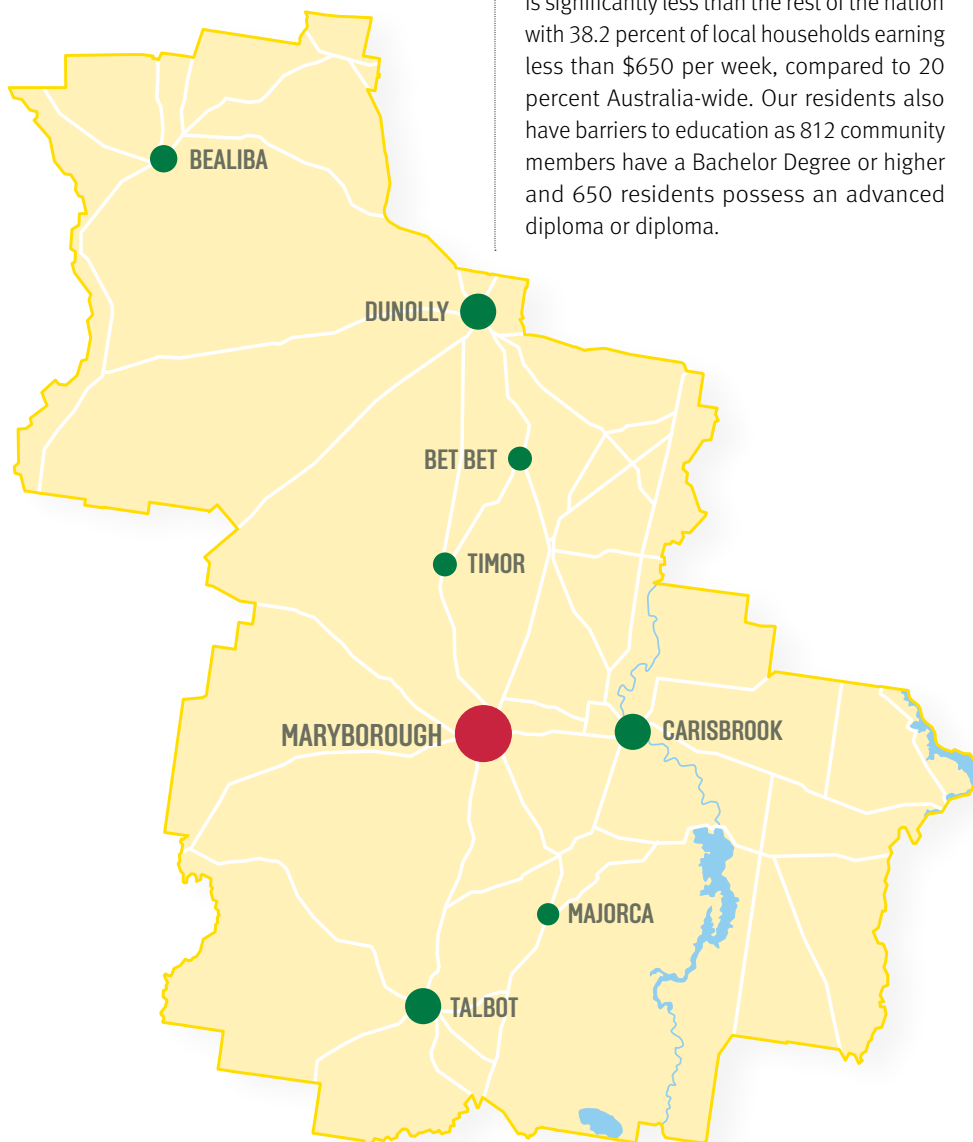 is significantly less than the rest of the nation
with 38.2 percent of local households earning
less than $650 per week, compared to 20
percent Australia-wide. Our residents also
have barriers to education as 812 community
members have a Bachelor Degree or higher
and 650 residents possess an advanced
diploma or diploma.
BEALIBA
DUNOLLY
BET BET
TIMOR
MARYBOROUGH
CARISBROOK
MAJORCA
TALBOT